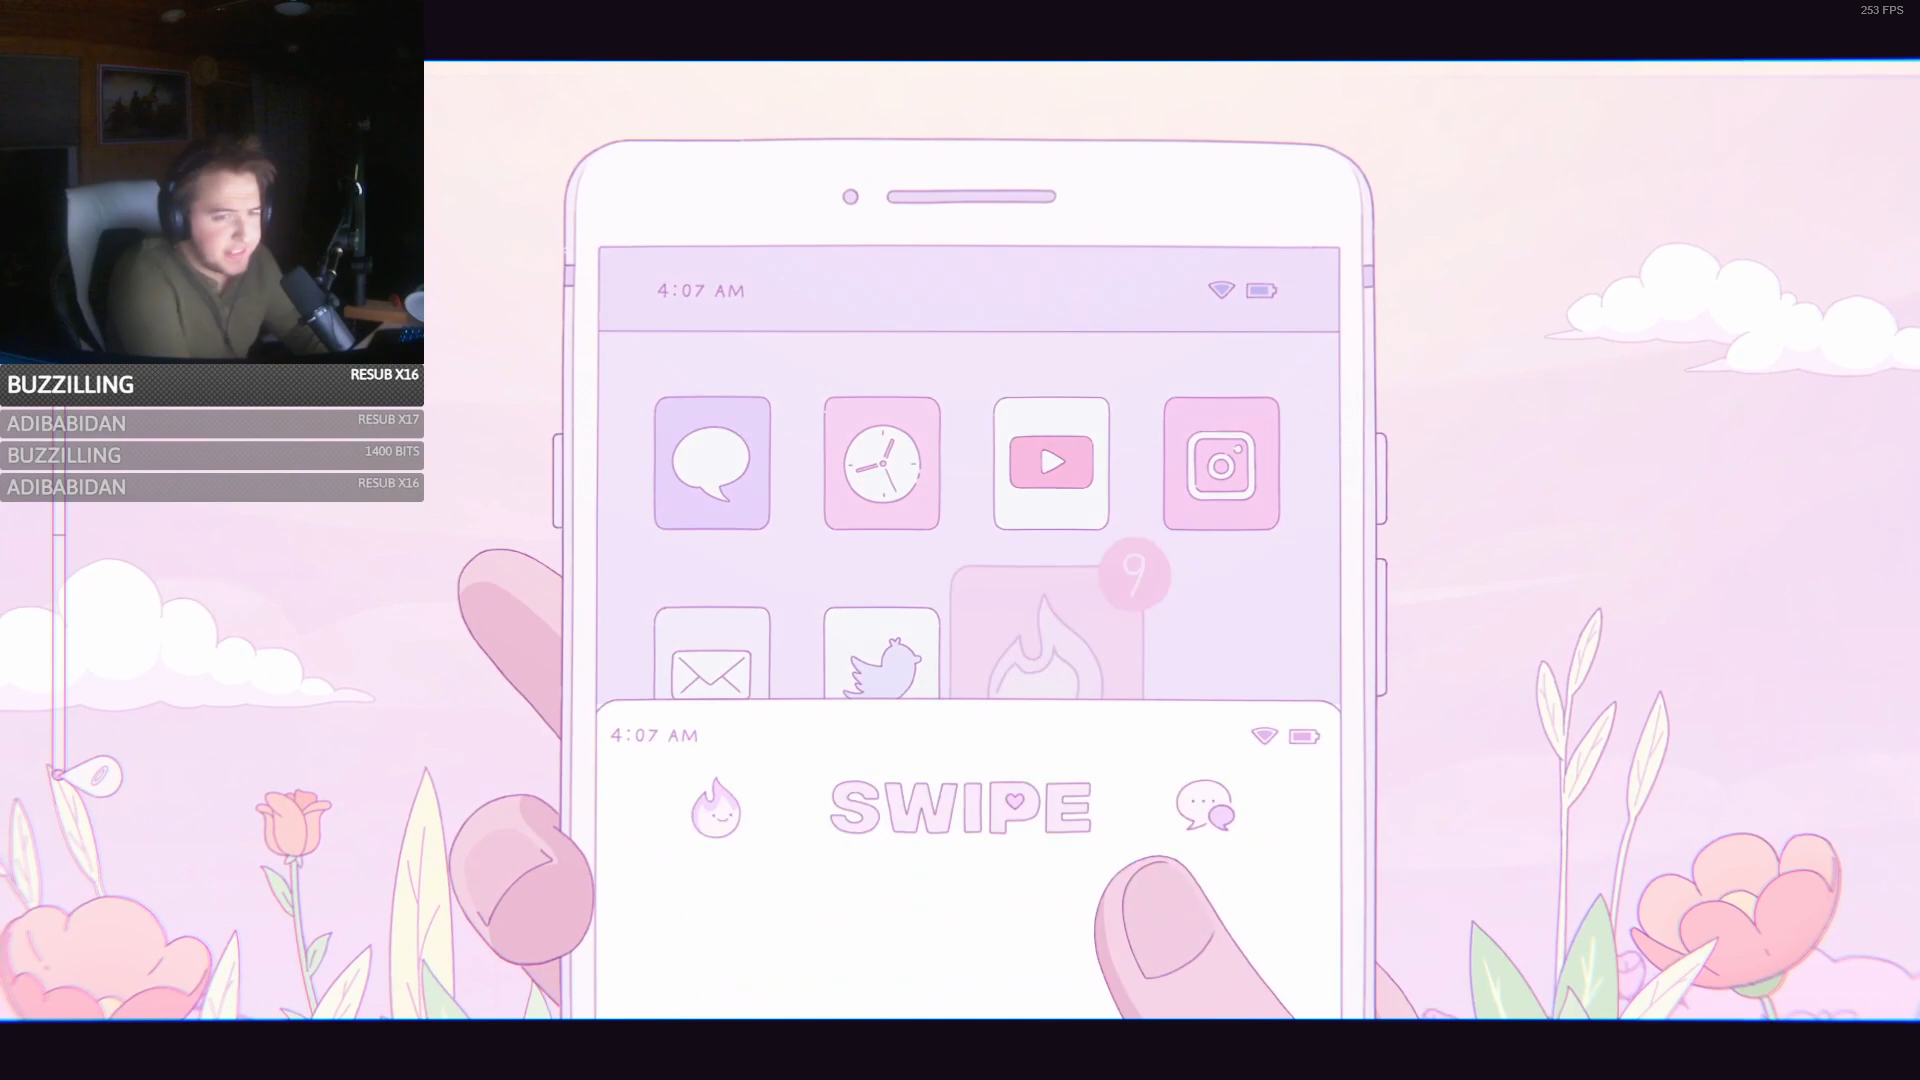 253 FPS
BUZZILLING RESUB X16
ADIBABIDAN RESUB X17
BUZZILLING 1400 BITS
ADIBABIDAN RESUB X16
4:07 AM
9
4:07 AM
SWIPE